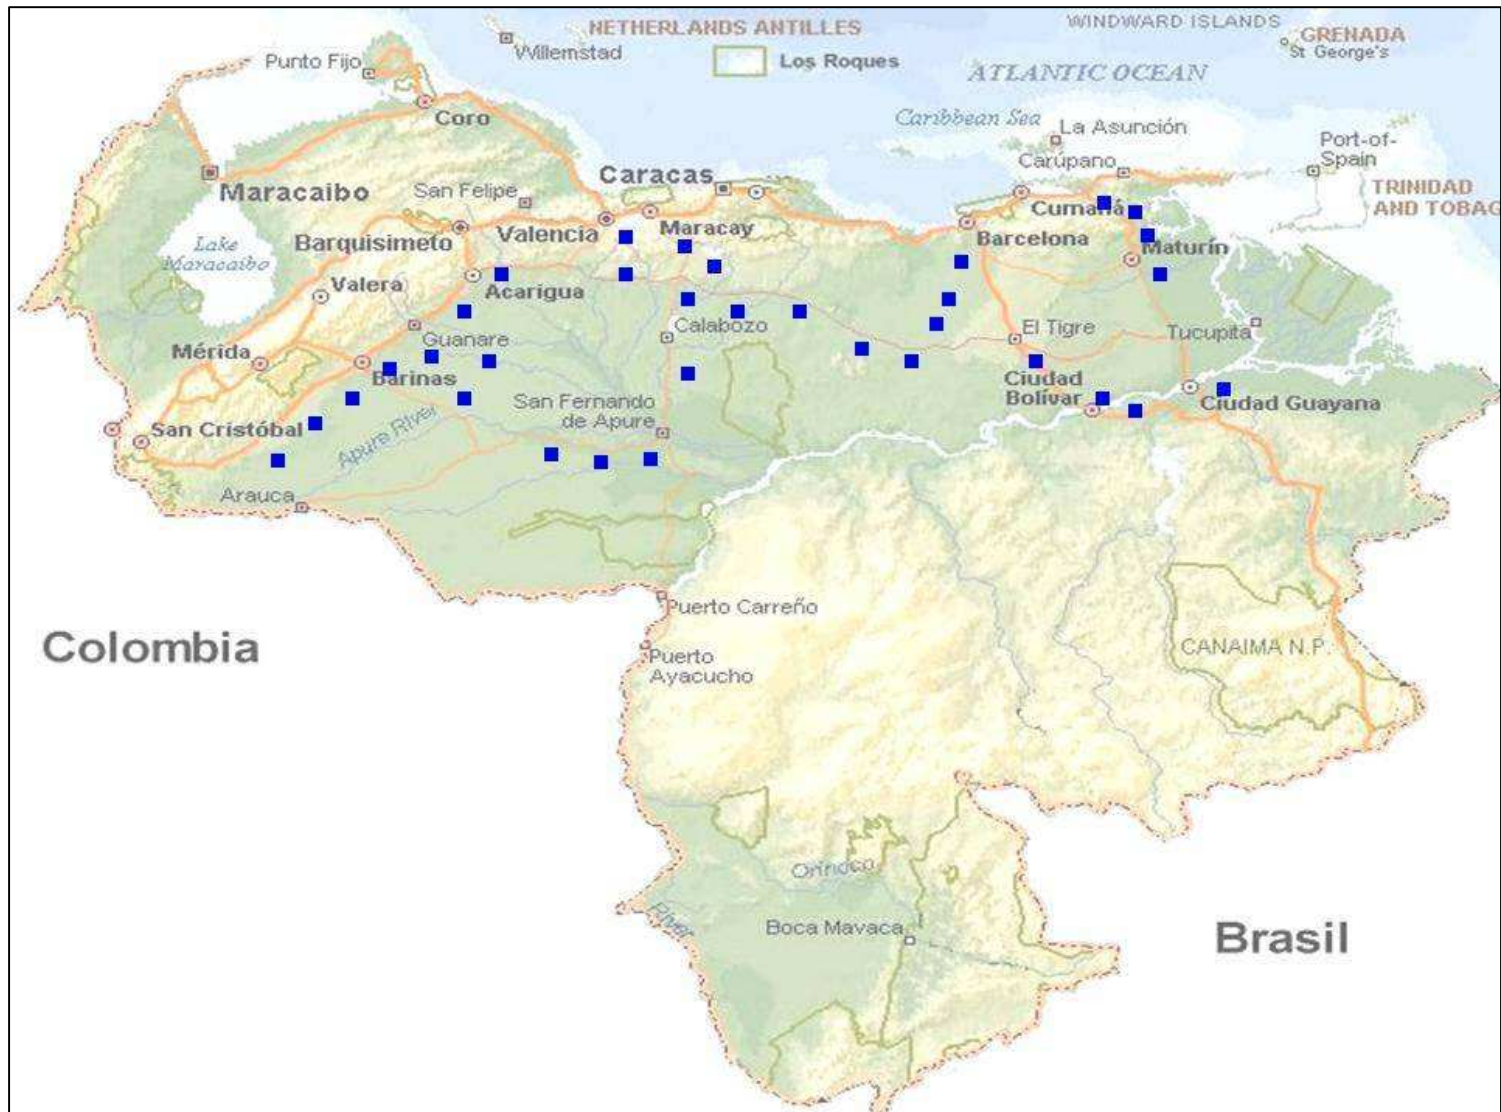 NETHERLANDS ANTILLES
WINDWARD ISLANDS
GRENADA
St George's
Willemstad
Punto Fijo
Los Roques
ATLANTIC OCEAN
Coro
Caribbean Sea
La Asunción
Port-of-
Spain
Carúpano
Caracas
Maracaibo
San Felipe
TRINIDAD
AND TOBAG
Cumaná
Valencia
Maracay
Barquisimeto
Barcelona
Maturín
Lake
Maracaibo
Valera
Acarigua
Calabozo
El Tigre
Tucupita
Guanare
Mérida
Barinas
Ciudad
Bolívar
Ciudad Guayana
San Fernando
de Apure
San Cristóbal
Apure River
Arauca
Puerto Carreño
Colombia
Puerto
Ayacucho
CANAIMA N.P.
Orinoco
River
Boca Mavaca
Brasil